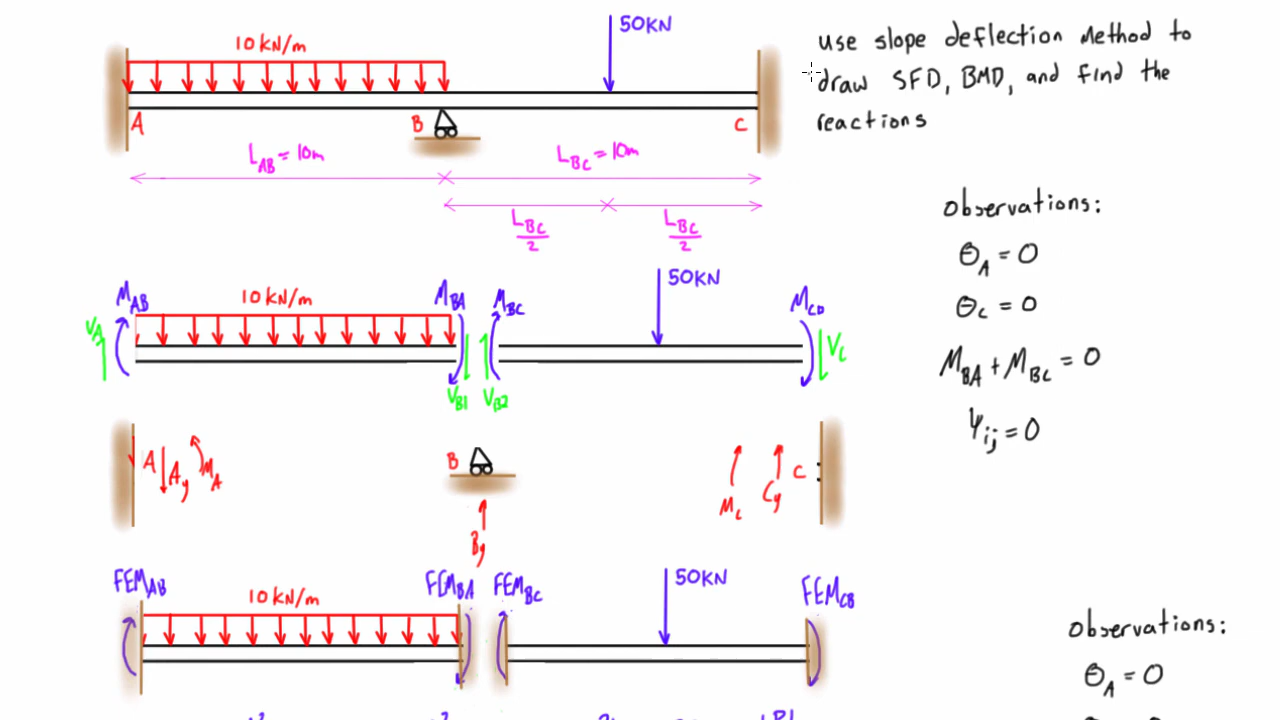 50KN
10 KN/m
use slope deflection method to
draw SFD, BMD, and find the
reactions
A
B
C
L_AB = 10m
L_BC = 10m
L_BC/2
L_BC/2
Observations:
θ_A = 0
θ_C = 0
M_BA + M_BC = 0
Ψ_ij = 0
M_AB
10 KN/m
M_BA
M_BC
50KN
M_CD
V_A
V_B1
V_B2
V_C
A
A_y
M_A
B
B_y
M_C
C_y
C
FEM_AB
10 KN/m
FEM_BA
FEM_BC
50KN
FEM_CB
Observations:
θ_A = 0